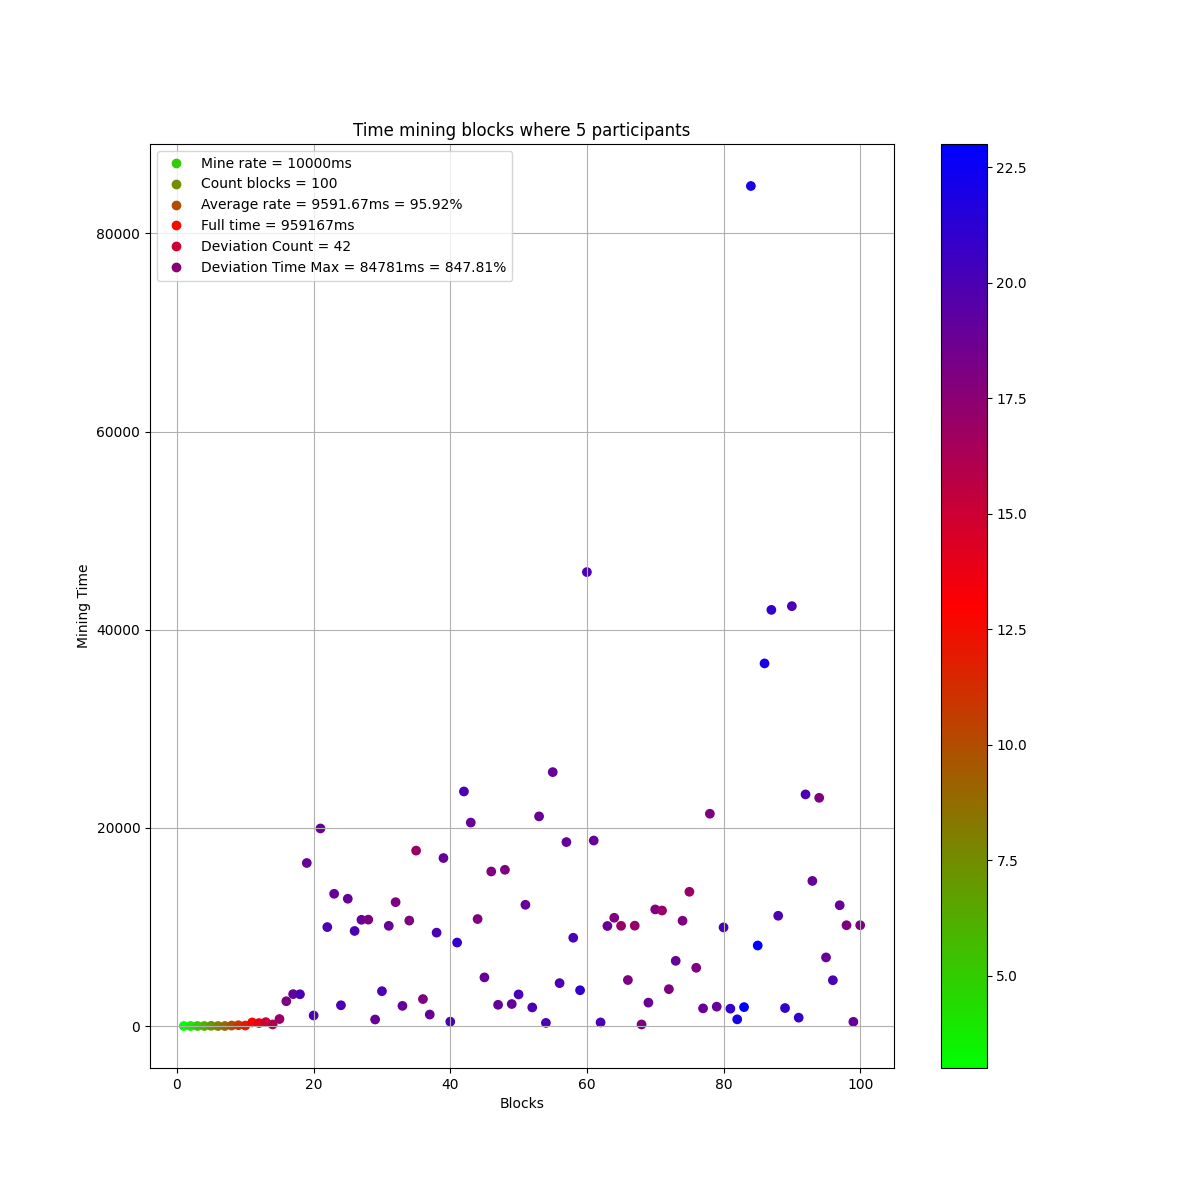 Time mining blocks where 5 participants
Mine rate = 10000ms
Count blocks = 100
Average rate = 9591.67ms = 95.92%
Full time = 959167ms
Deviation Count = 42
Deviation Time Max = 84781ms = 847.81%
Mining Time
80000
60000
40000
20000
0
0 20 40 60 80 100
Blocks
22.5
20.0
17.5
15.0
12.5
10.0
7.5
5.0